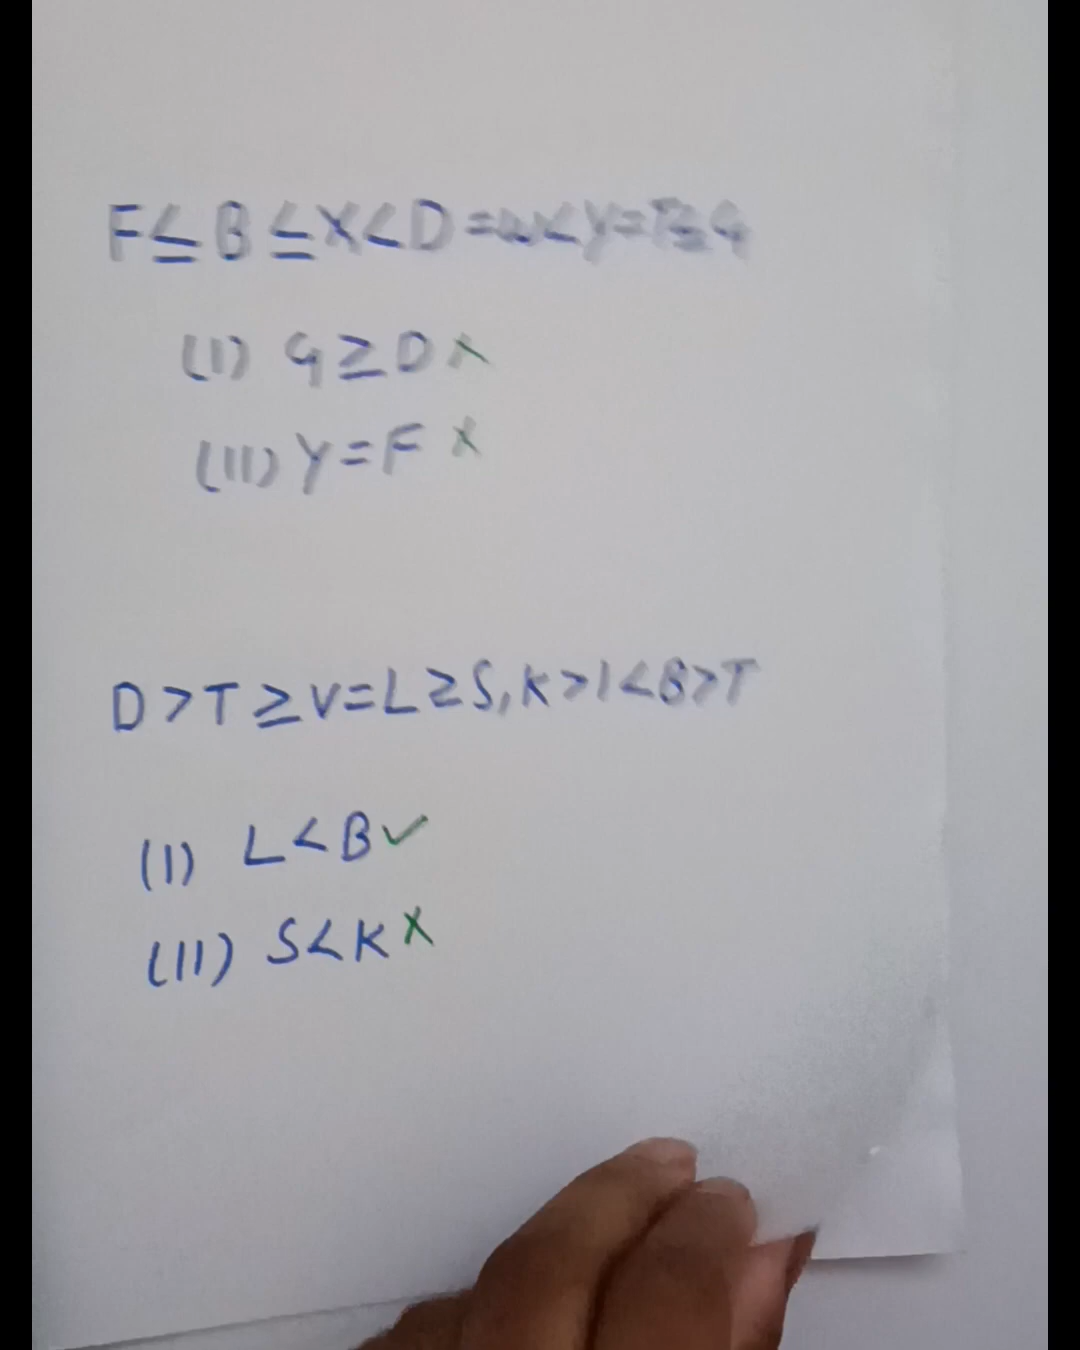 F ≤ B ≤ X < D = W < Y = P ≥ G
(I) G ≥ D X
(II) Y = F X
D > T ≥ V = L ≥ S, K > I < B > T
(I) L < B ✓
(II) S < K X